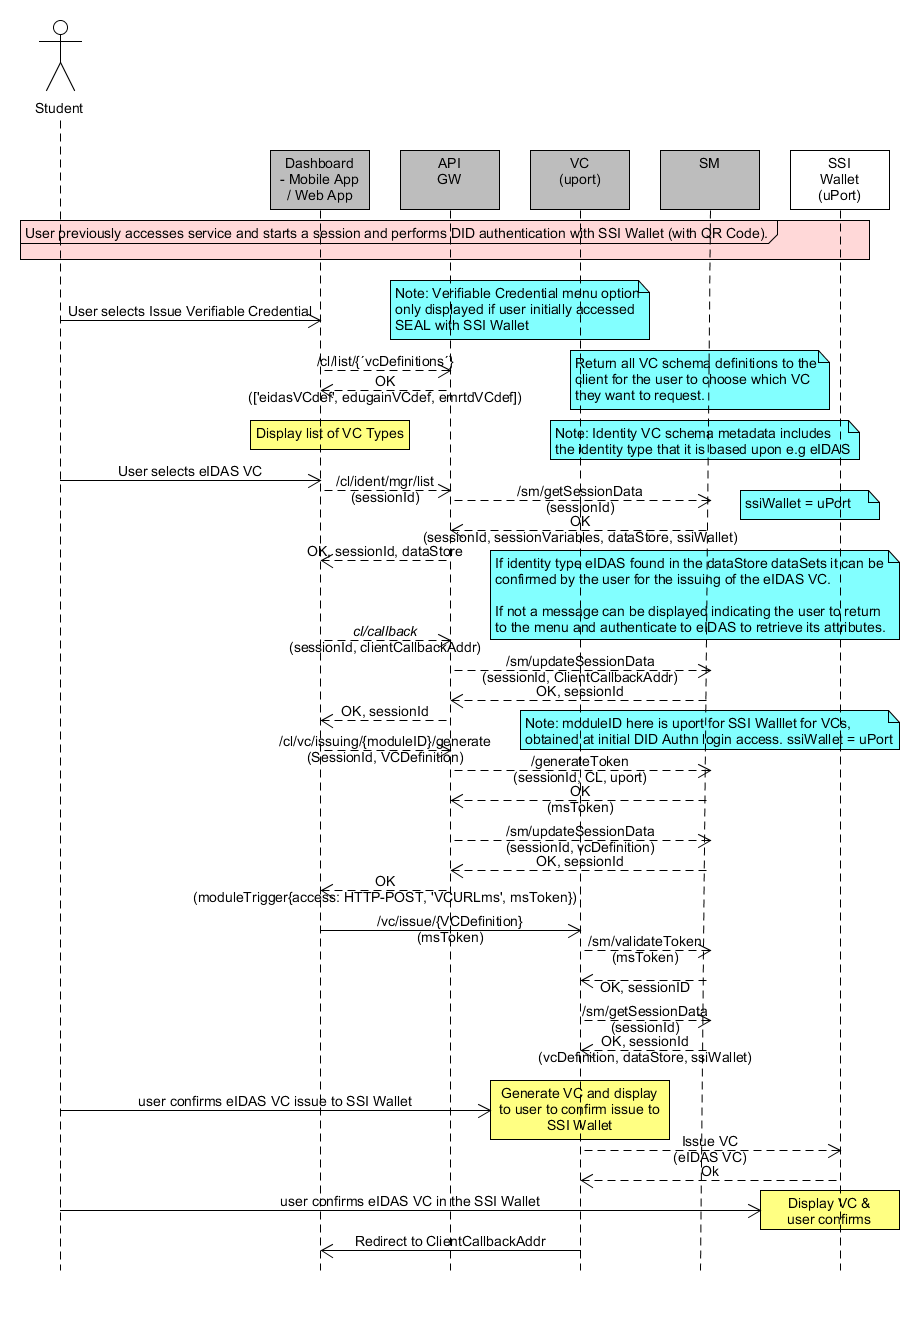 Student
Dashboard
- Mobile App
/ Web App
API
GW
VC
(uport)
SM
SSI
Wallet
(uPort)
User previously accesses service and starts a session and performs DID authentication with SSI Wallet (with QR Code).
User selects Issue Verifiable Credential
Note: Verifiable Credential menu option
only displayed if user initially accessed
SEAL with SSI Wallet
/cl/list/{´vcDefinitions´}
OK
(['eidasVCdef', edugainVCdef, emrtdVCdef])
Return all VC schema definitions to the
client for the user to choose which VC
they want to request.
Display list of VC Types
Note: Identity VC schema metadata includes
the identity type that it is based upon e.g eIDAS
User selects eIDAS VC
/cl/ident/mgr/list
(sessionId)
/sm/getSessionData
(sessionId)
ssiWallet = uPort
OK
(sessionId, sessionVariables, dataStore, ssiWallet)
OK, sessionId, dataStore
If identity type eIDAS found in the dataStore dataSets it can be
confirmed by the user for the issuing of the eIDAS VC.
If not a message can be displayed indicating the user to return
to the menu and authenticate to eIDAS to retrieve its attributes.
cl/callback
(sessionId, clientCallbackAddr)
/sm/updateSessionData
(sessionId, ClientCallbackAddr)
OK, sessionId
OK, sessionId
Note: moduleID here is uport for SSI Walllet for VCs,
obtained at initial DID Authn login access. ssiWallet = uPort
/cl/vc/issuing/{moduleID}/generate
(SessionId, VCDefinition)
/generateToken
(sessionId, CL, uport)
OK
(msToken)
/sm/updateSessionData
(sessionId, vcDefinition)
OK, sessionId
OK
(moduleTrigger{access: HTTP-POST, 'VCURLms', msToken})
/vc/issue/{VCDefinition}
(msToken)
/sm/validateToken
(msToken)
OK, sessionID
/sm/getSessionData
(sessionId)
OK, sessionId
(vcDefinition, dataStore, ssiWallet)
Generate VC and display
to user to confirm issue to
SSI Wallet
user confirms eIDAS VC issue to SSI Wallet
Issue VC
(eIDAS VC)
Ok
user confirms eIDAS VC in the SSI Wallet
Display VC &
user confirms
Redirect to ClientCallbackAddr